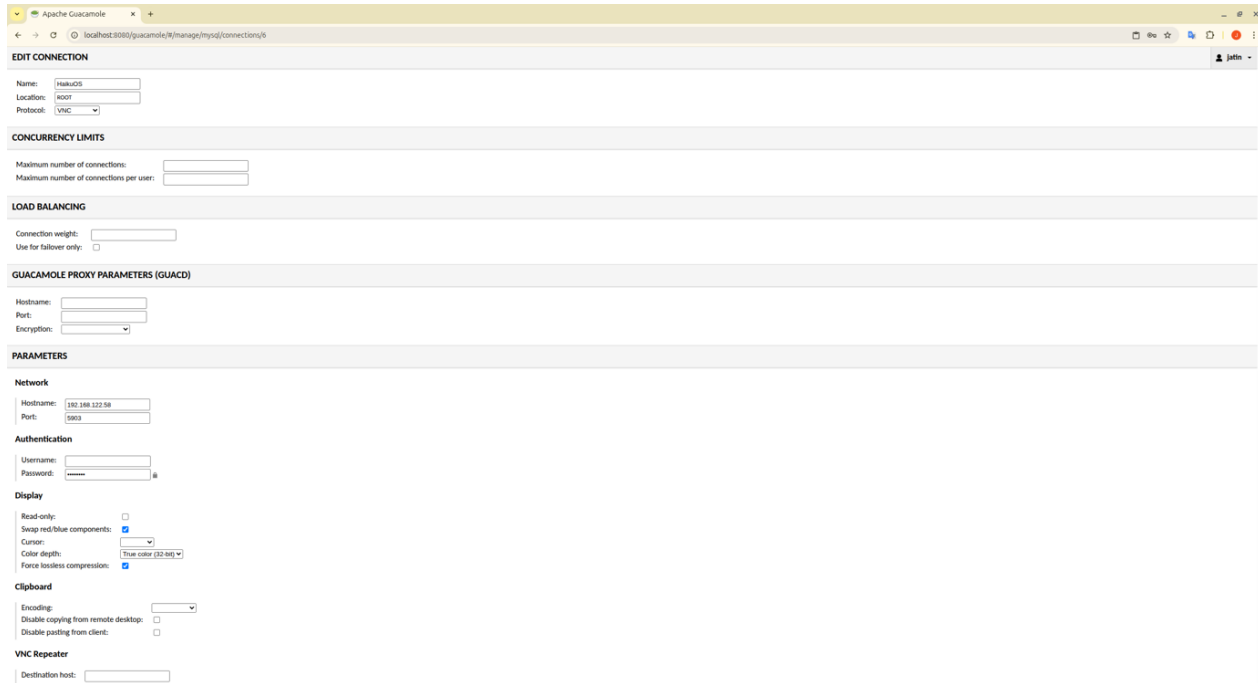 Apache Guacamole
localhost:8080/guacamole/#/manage/mysql/connections/6
EDIT CONNECTION
jatin
Name: HaikuOS
Location: ROOT
Protocol: VNC
CONCURRENCY LIMITS
Maximum number of connections:
Maximum number of connections per user:
LOAD BALANCING
Connection weight:
Use for failover only:
GUACAMOLE PROXY PARAMETERS (GUACD)
Hostname:
Port:
Encryption:
PARAMETERS
Network
Hostname: 192.168.122.58
Port: 5903
Authentication
Username:
Password: ••••••••
Display
Read-only:
Swap red/blue components:
Cursor:
Color depth: True color (32-bit)
Force lossless compression:
Clipboard
Encoding:
Disable copying from remote desktop:
Disable pasting from client:
VNC Repeater
Destination host: